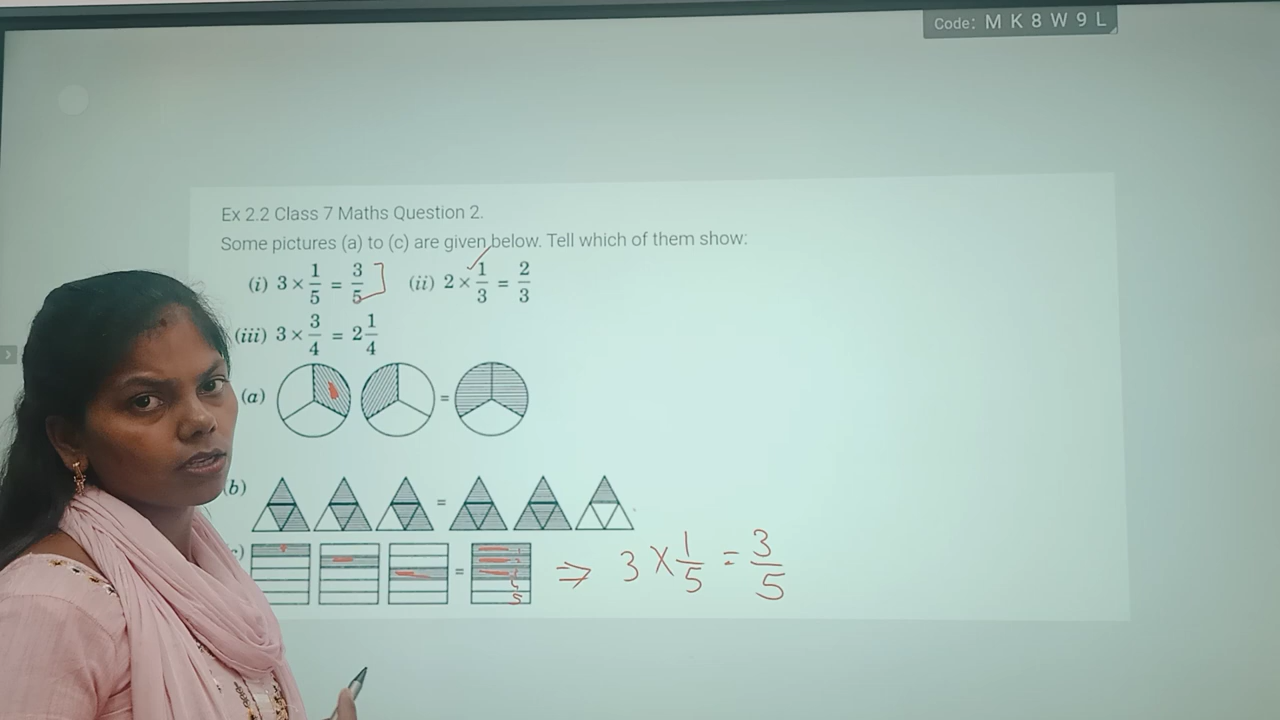 Code: M K 8 W 9 L
Ex 2.2 Class 7 Maths Question 2.
Some pictures (a) to (c) are given below. Tell which of them show:
(i) 3 × 1/5 = 3/5 (ii) 2 × 1/3 = 2/3
(iii) 3 × 3/4 = 2 1/4
(a) =
b) =
) = 4 5 ⇒ 3 × 1/5 = 3/5